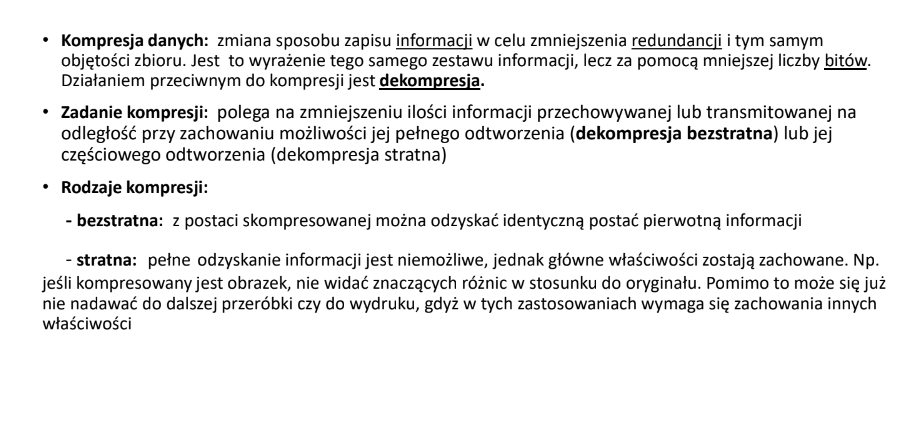 • Kompresja danych: zmiana sposobu zapisu informacji w celu zmniejszenia redundancji i tym samym
objętości zbioru. Jest to wyrażenie tego samego zestawu informacji, lecz za pomocą mniejszej liczby bitów.
Działaniem przeciwnym do kompresji jest dekompresja.
• Zadanie kompresji: polega na zmniejszeniu ilości informacji przechowywanej lub transmitowanej na
odległość przy zachowaniu możliwości jej pełnego odtworzenia (dekompresja bezstratna) lub jej
częściowego odtworzenia (dekompresja stratna)
• Rodzaje kompresji:
- bezstratna: z postaci skompresowanej można odzyskać identyczną postać pierwotną informacji
- stratna: pełne odzyskanie informacji jest niemożliwe, jednak główne właściwości zostają zachowane. Np.
jeśli kompresowany jest obrazek, nie widać znaczących różnic w stosunku do oryginału. Pomimo to może się już
nie nadawać do dalszej przeróbki czy do wydruku, gdyż w tych zastosowaniach wymaga się zachowania innych
właściwości